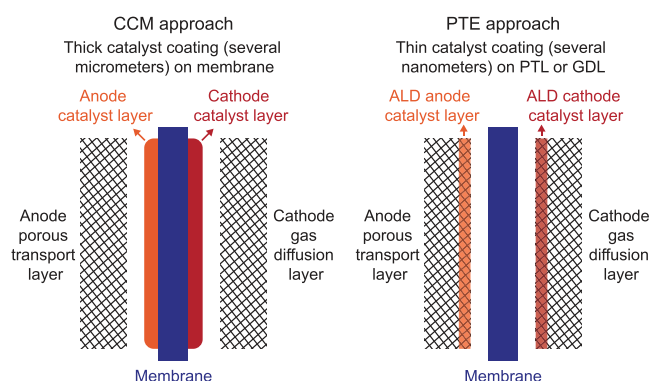 CCM approach
Thick catalyst coating (several
micrometers) on membrane
Anode
catalyst layer
Cathode
catalyst layer
Anode
porous
transport
layer
Cathode
gas
diffusion
layer
Membrane
PTE approach
Thin catalyst coating (several
nanometers) on PTL or GDL
ALD anode
catalyst layer
ALD cathode
catalyst layer
Anode
porous
transport
layer
Cathode
gas
diffusion
layer
Membrane